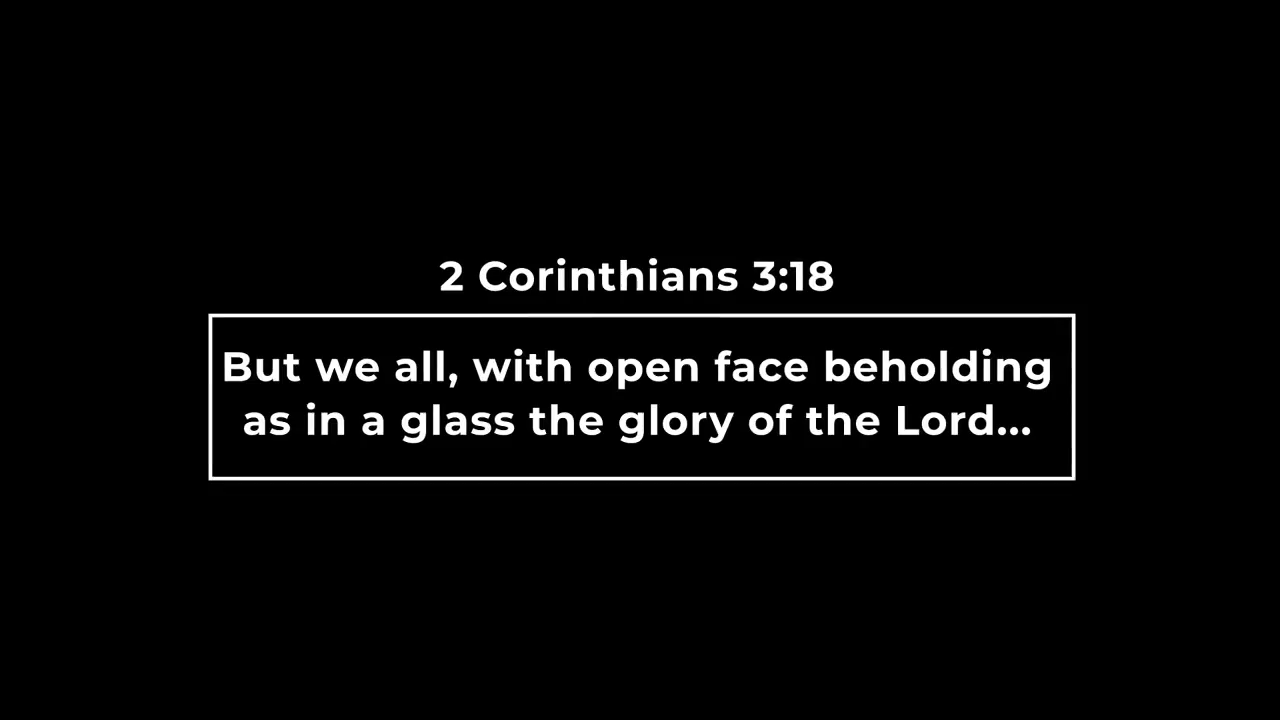 2 Corinthians 3:18
But we all, with open face beholding
as in a glass the glory of the Lord...